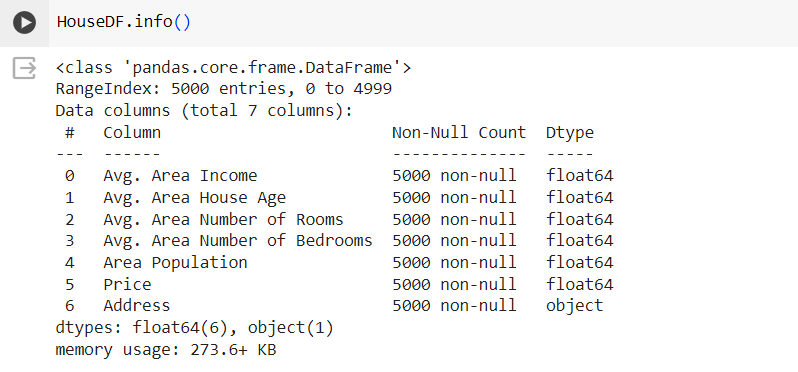 HouseDF.info()
<class 'pandas.core.frame.DataFrame'>
RangeIndex: 5000 entries, 0 to 4999
Data columns (total 7 columns):
 #   Column                        Non-Null Count  Dtype
---  ------                        --------------  -----
 0   Avg. Area Income              5000 non-null   float64
 1   Avg. Area House Age           5000 non-null   float64
 2   Avg. Area Number of Rooms     5000 non-null   float64
 3   Avg. Area Number of Bedrooms  5000 non-null   float64
 4   Area Population               5000 non-null   float64
 5   Price                         5000 non-null   float64
 6   Address                       5000 non-null   object
dtypes: float64(6), object(1)
memory usage: 273.6+ KB